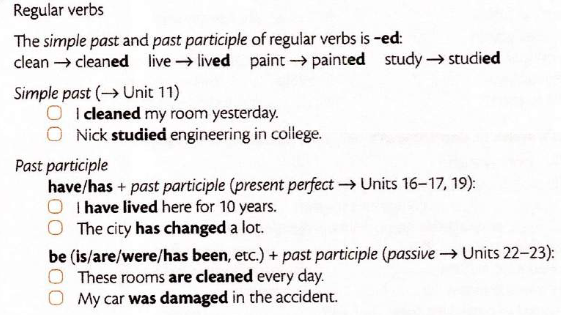 Regular verbs
The simple past and past participle of regular verbs is -ed:
clean → cleaned live → lived paint → painted study → studied
Simple past (→ Unit 11)
I cleaned my room yesterday.
Nick studied engineering in college.
Past participle
have/has + past participle (present perfect → Units 16–17, 19):
I have lived here for 10 years.
The city has changed a lot.
be (is/are/were/has been, etc.) + past participle (passive → Units 22–23):
These rooms are cleaned every day.
My car was damaged in the accident.